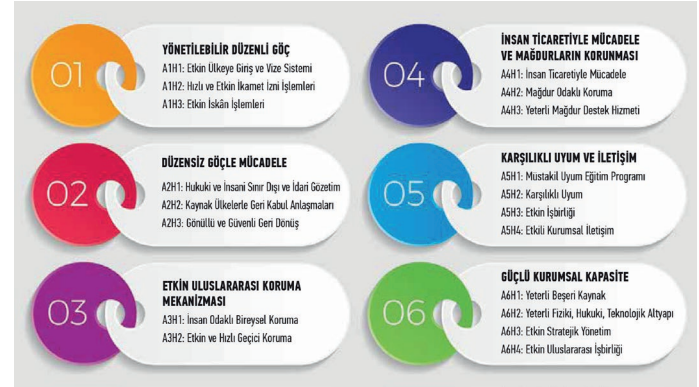 01
YÖNETİLEBİLİR DÜZENLİ GÖÇ
A1H1: Etkin Ülkeye Giriş ve Vize Sistemi
A1H2: Hızlı ve Etkin İkamet İzni İşlemleri
A1H3: Etkin İskân İşlemleri
02
DÜZENSİZ GÖÇLE MÜCADELE
A2H1: Hukuki ve İnsani Sınır Dışı ve İdari Gözetim
A2H2: Kaynak Ülkelerle Geri Kabul Anlaşmaları
A2H3: Gönüllü ve Güvenli Geri Dönüş
03
ETKİN ULUSLARARASI KORUMA
MEKANİZMASI
A3H1: İnsan Odaklı Bireysel Koruma
A3H2: Etkin ve Hızlı Geçici Koruma
04
İNSAN TİCARETİYLE MÜCADELE
VE MAĞDURLARIN KORUNMASI
A4H1: İnsan Ticaretiyle Mücadele
A4H2: Mağdur Odaklı Koruma
A4H3: Yeterli Mağdur Destek Hizmeti
05
KARŞILIKLI UYUM VE İLETİŞİM
A5H1: Müstakil Uyum Eğitim Programı
A5H2: Karşılıklı Uyum
A5H3: Etkin İşbirliği
A5H4: Etkili Kurumsal İletişim
06
GÜÇLÜ KURUMSAL KAPASİTE
A6H1: Yeterli Beşeri Kaynak
A6H2: Yeterli Fiziki, Hukuki, Teknolojik Altyapı
A6H3: Etkin Stratejik Yönetim
A6H4: Etkin Uluslararası İşbirliği